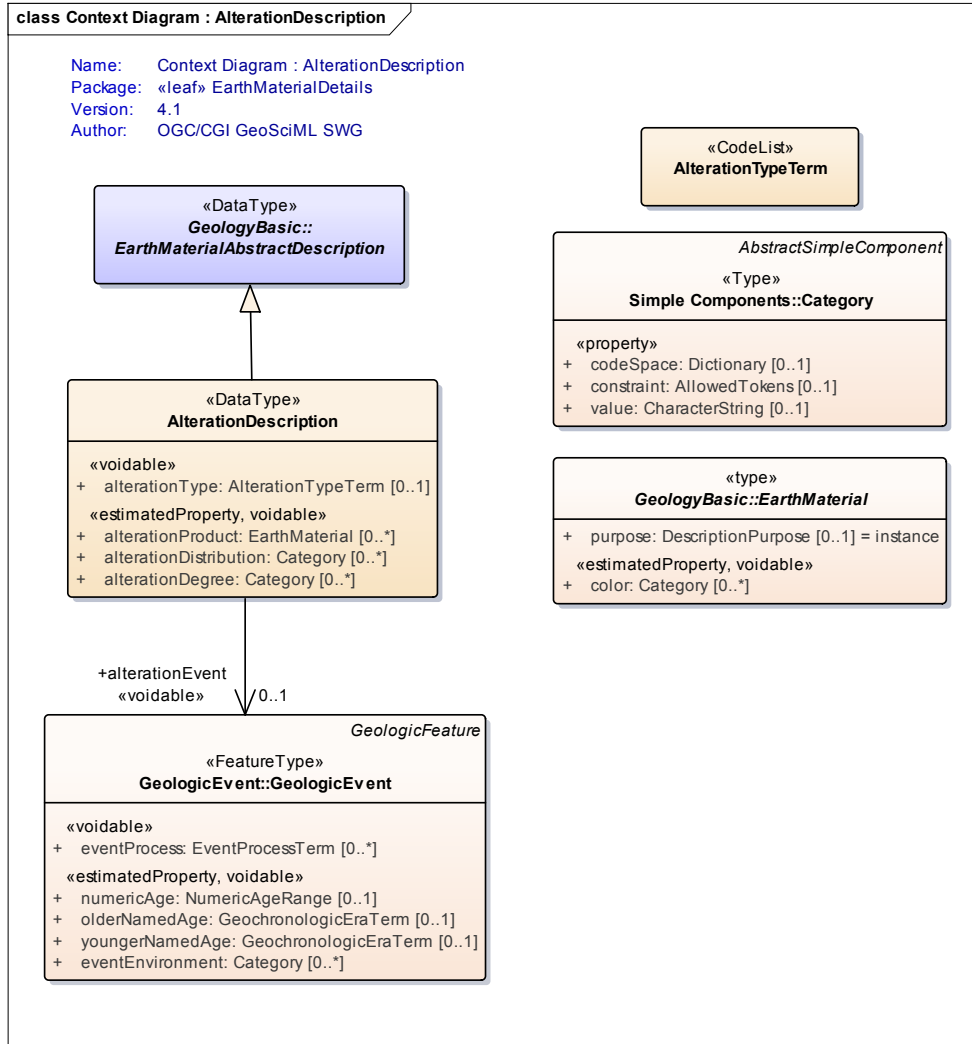 class Context Diagram : AlterationDescription
Name: Context Diagram : AlterationDescription
Package: «leaf» EarthMaterialDetails
Version: 4.1
Author: OGC/CGI GeoSciML SWG
«CodeList»
AlterationTypeTerm
«DataType»
GeologyBasic::
EarthMaterialAbstractDescription
AbstractSimpleComponent
«Type»
Simple Components::Category
«property»
+ codeSpace: Dictionary [0..1]
+ constraint: AllowedTokens [0..1]
+ value: CharacterString [0..1]
«DataType»
AlterationDescription
«voidable»
+ alterationType: AlterationTypeTerm [0..1]
«estimatedProperty, voidable»
+ alterationProduct: EarthMaterial [0..*]
+ alterationDistribution: Category [0..*]
+ alterationDegree: Category [0..*]
«type»
GeologyBasic::EarthMaterial
+ purpose: DescriptionPurpose [0..1] = instance
«estimatedProperty, voidable»
+ color: Category [0..*]
+alterationEvent
«voidable» 0..1
GeologicFeature
«FeatureType»
GeologicEvent::GeologicEvent
«voidable»
+ eventProcess: EventProcessTerm [0..*]
«estimatedProperty, voidable»
+ numericAge: NumericAgeRange [0..1]
+ olderNamedAge: GeochronologicEraTerm [0..1]
+ youngerNamedAge: GeochronologicEraTerm [0..1]
+ eventEnvironment: Category [0..*]